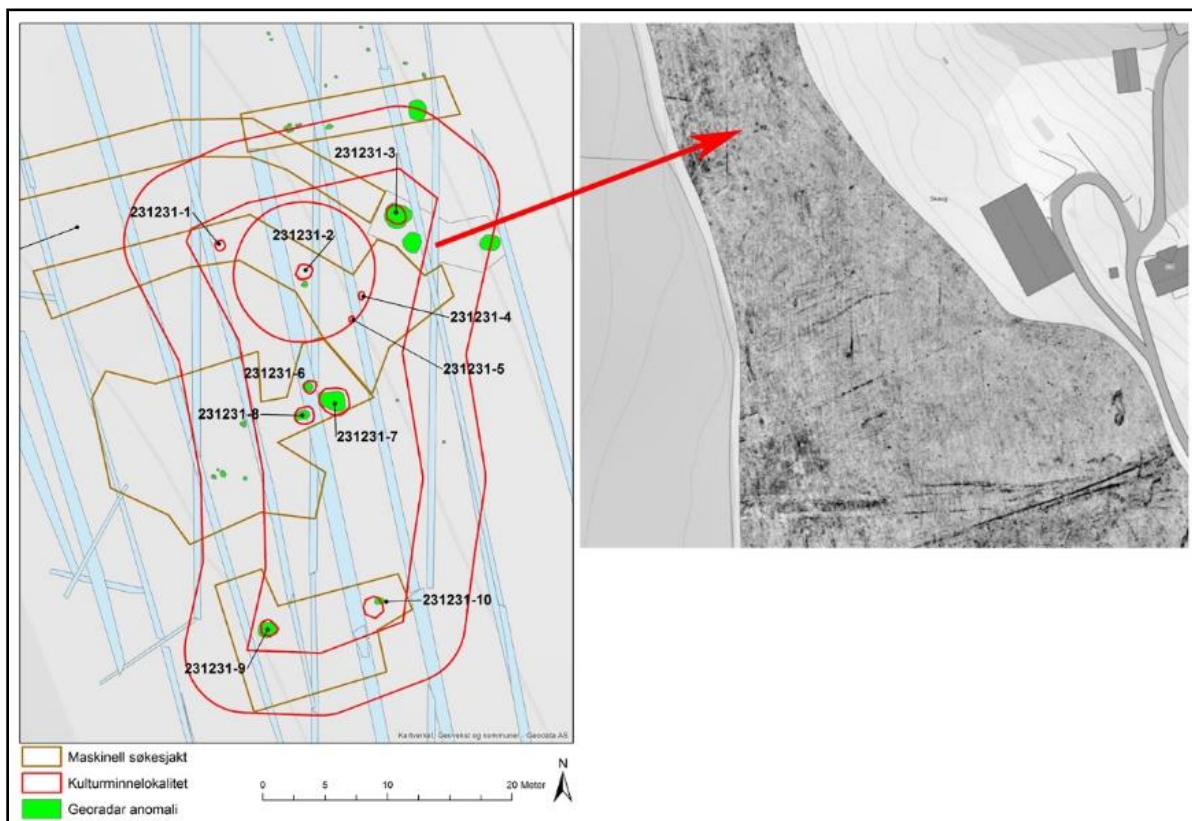 231231-3
231231-1
231231-2
231231-4
231231-5
231231-6
231231-8
231231-7
231231-10
231231-9
Kartverket, Geovekst og kommuner - Geodata AS
Maskinell søkesjakt
Kulturminnelokalitet
Georadar anomali
0 5 10 20 Meter
N
Skaug